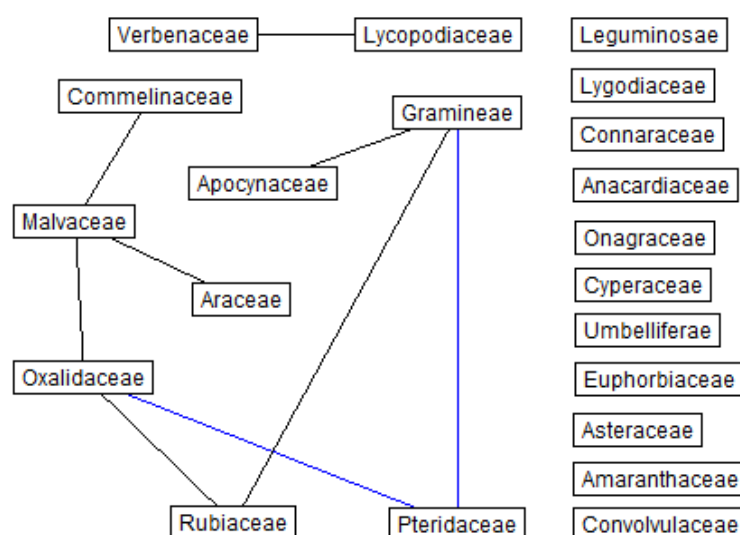 Verbenaceae
Lycopodiaceae
Leguminosae
Commelinaceae
Lygodiaceae
Gramineae
Connaraceae
Apocynaceae
Anacardiaceae
Malvaceae
Onagraceae
Araceae
Cyperaceae
Umbelliferae
Oxalidaceae
Euphorbiaceae
Asteraceae
Amaranthaceae
Rubiaceae
Pteridaceae
Convolvulaceae